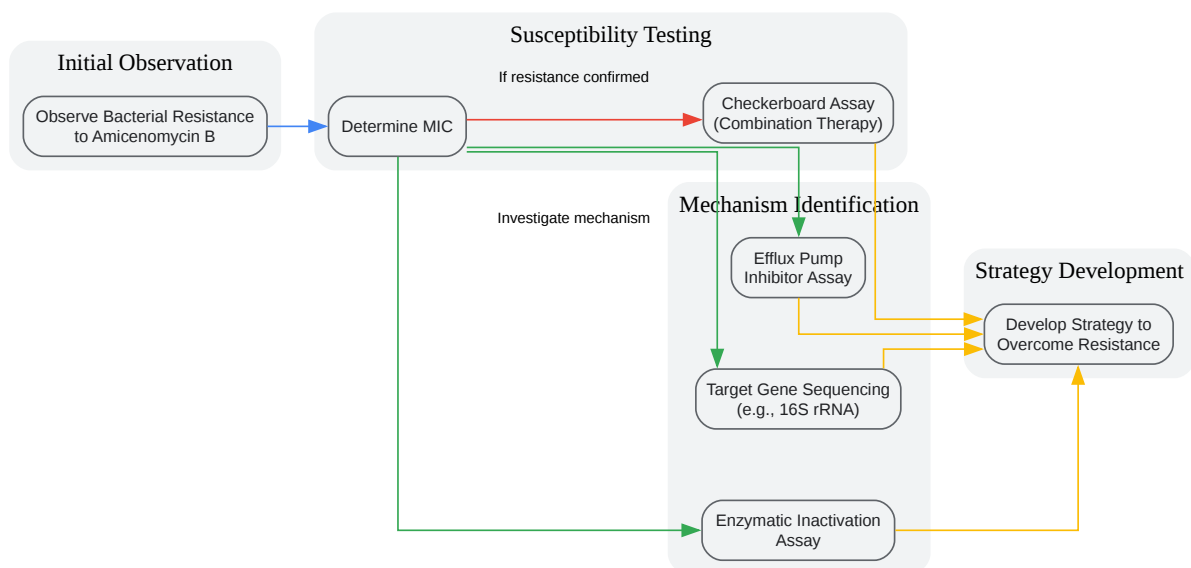 Initial Observation
Observe Bacterial Resistance
to Amicenomycin B
Susceptibility Testing
If resistance confirmed
Determine MIC
Checkerboard Assay
(Combination Therapy)
Investigate mechanism
Mechanism Identification
Efflux Pump
Inhibitor Assay
Target Gene Sequencing
(e.g., 16S rRNA)
Enzymatic Inactivation
Assay
Strategy Development
Develop Strategy to
Overcome Resistance